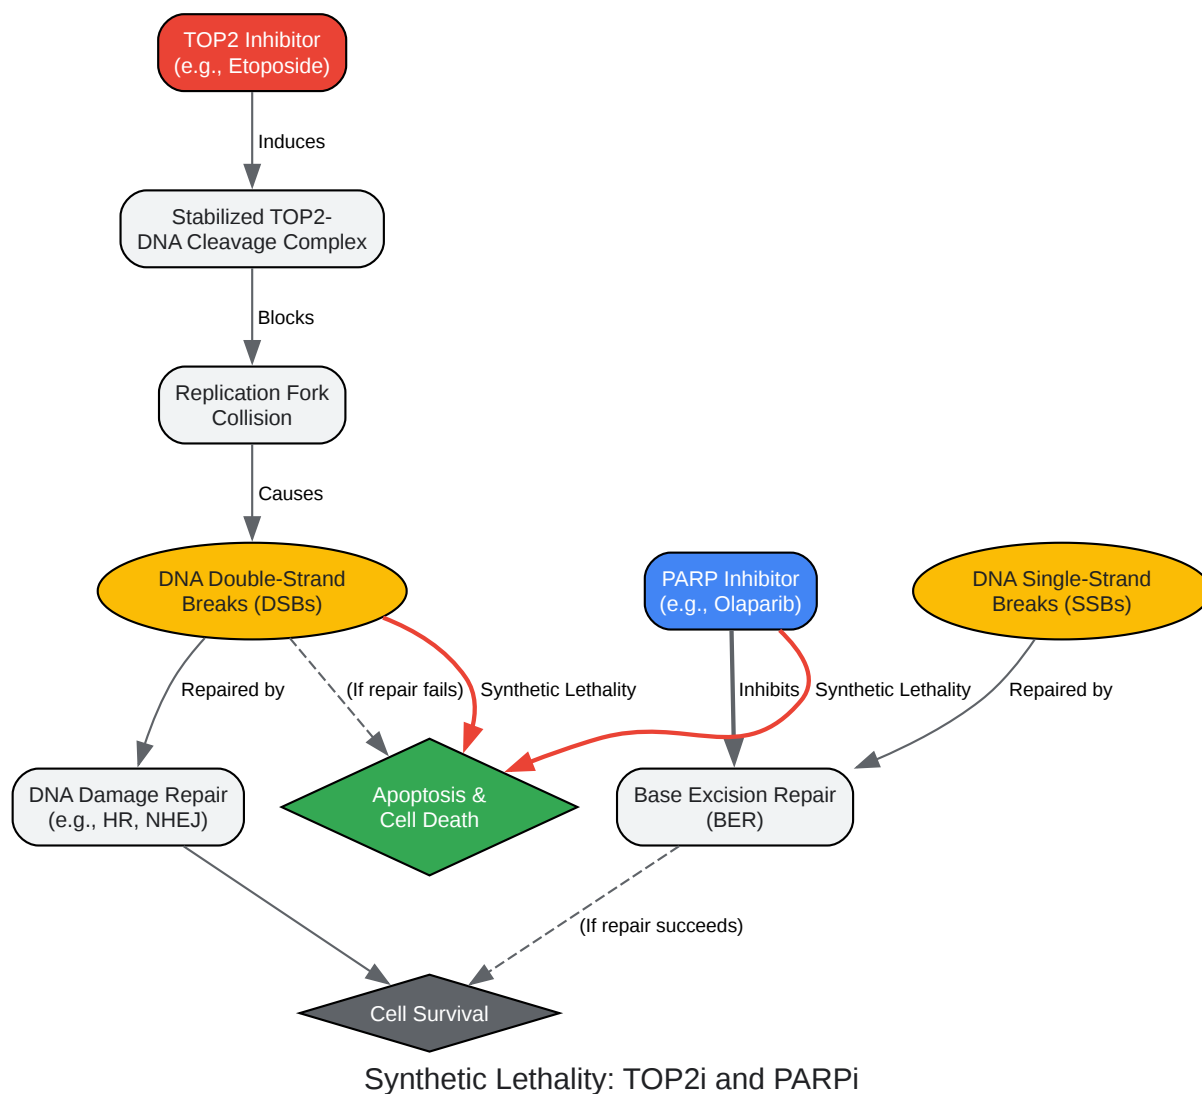 TOP2 Inhibitor
(e.g., Etoposide)
Induces
Stabilized TOP2-
DNA Cleavage Complex
Blocks
Replication Fork
Collision
Causes
DNA Double-Strand
Breaks (DSBs)
PARP Inhibitor
(e.g., Olaparib)
DNA Single-Strand
Breaks (SSBs)
Repaired by
(If repair fails)
Synthetic Lethality
Inhibits
Synthetic Lethality
Repaired by
DNA Damage Repair
(e.g., HR, NHEJ)
Apoptosis &
Cell Death
Base Excision Repair
(BER)
(If repair succeeds)
Cell Survival
Synthetic Lethality: TOP2i and PARPi